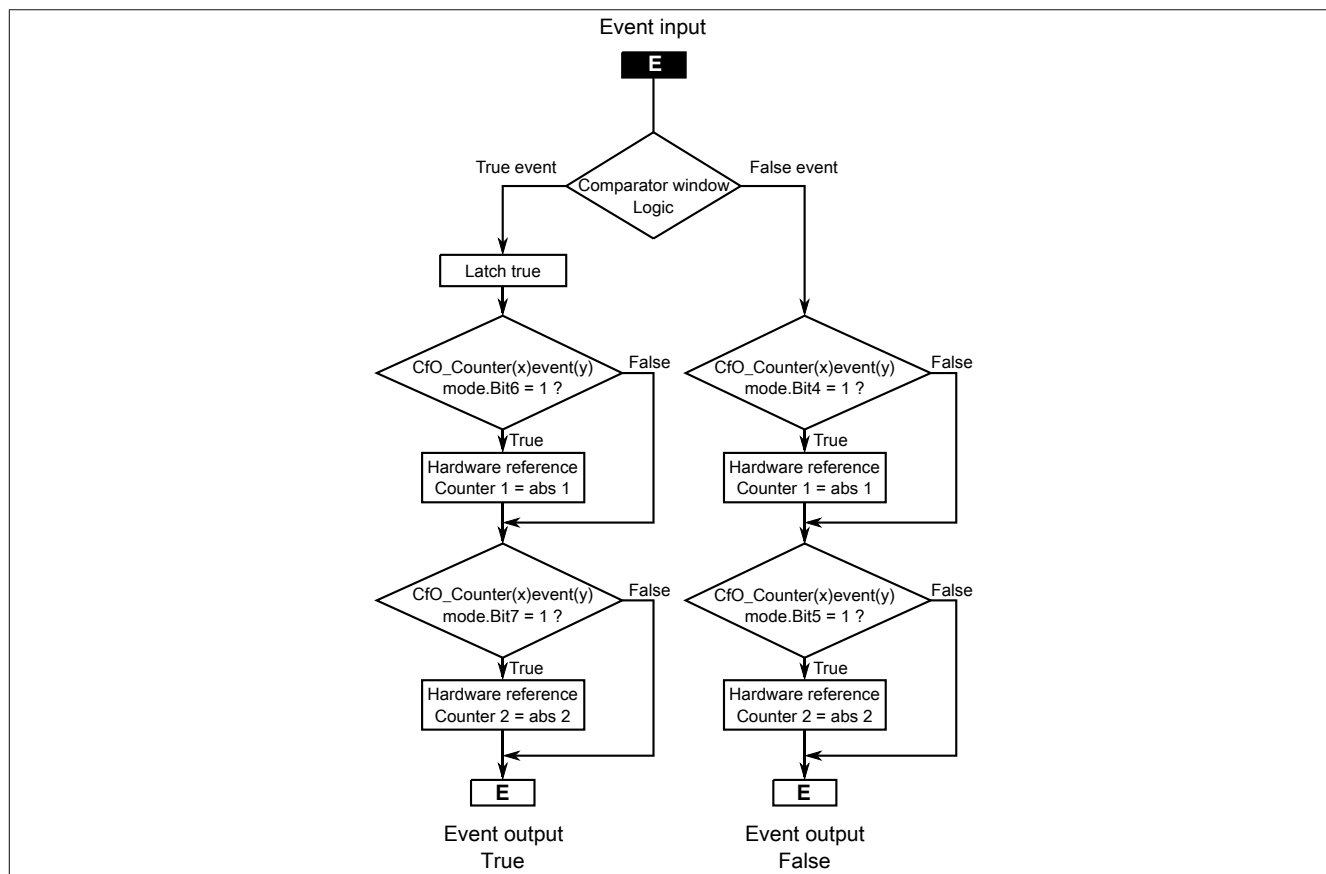 Event input
E
True event
False event
Comparator window
Logic
Latch true
CfO_Counter(x)event(y)
mode.Bit6 = 1 ?
False
True
Hardware reference
Counter 1 = abs 1
CfO_Counter(x)event(y)
mode.Bit7 = 1 ?
False
True
Hardware reference
Counter 2 = abs 2
E
Event output
True
CfO_Counter(x)event(y)
mode.Bit4 = 1 ?
False
True
Hardware reference
Counter 1 = abs 1
CfO_Counter(x)event(y)
mode.Bit5 = 1 ?
False
True
Hardware reference
Counter 2 = abs 2
E
Event output
False